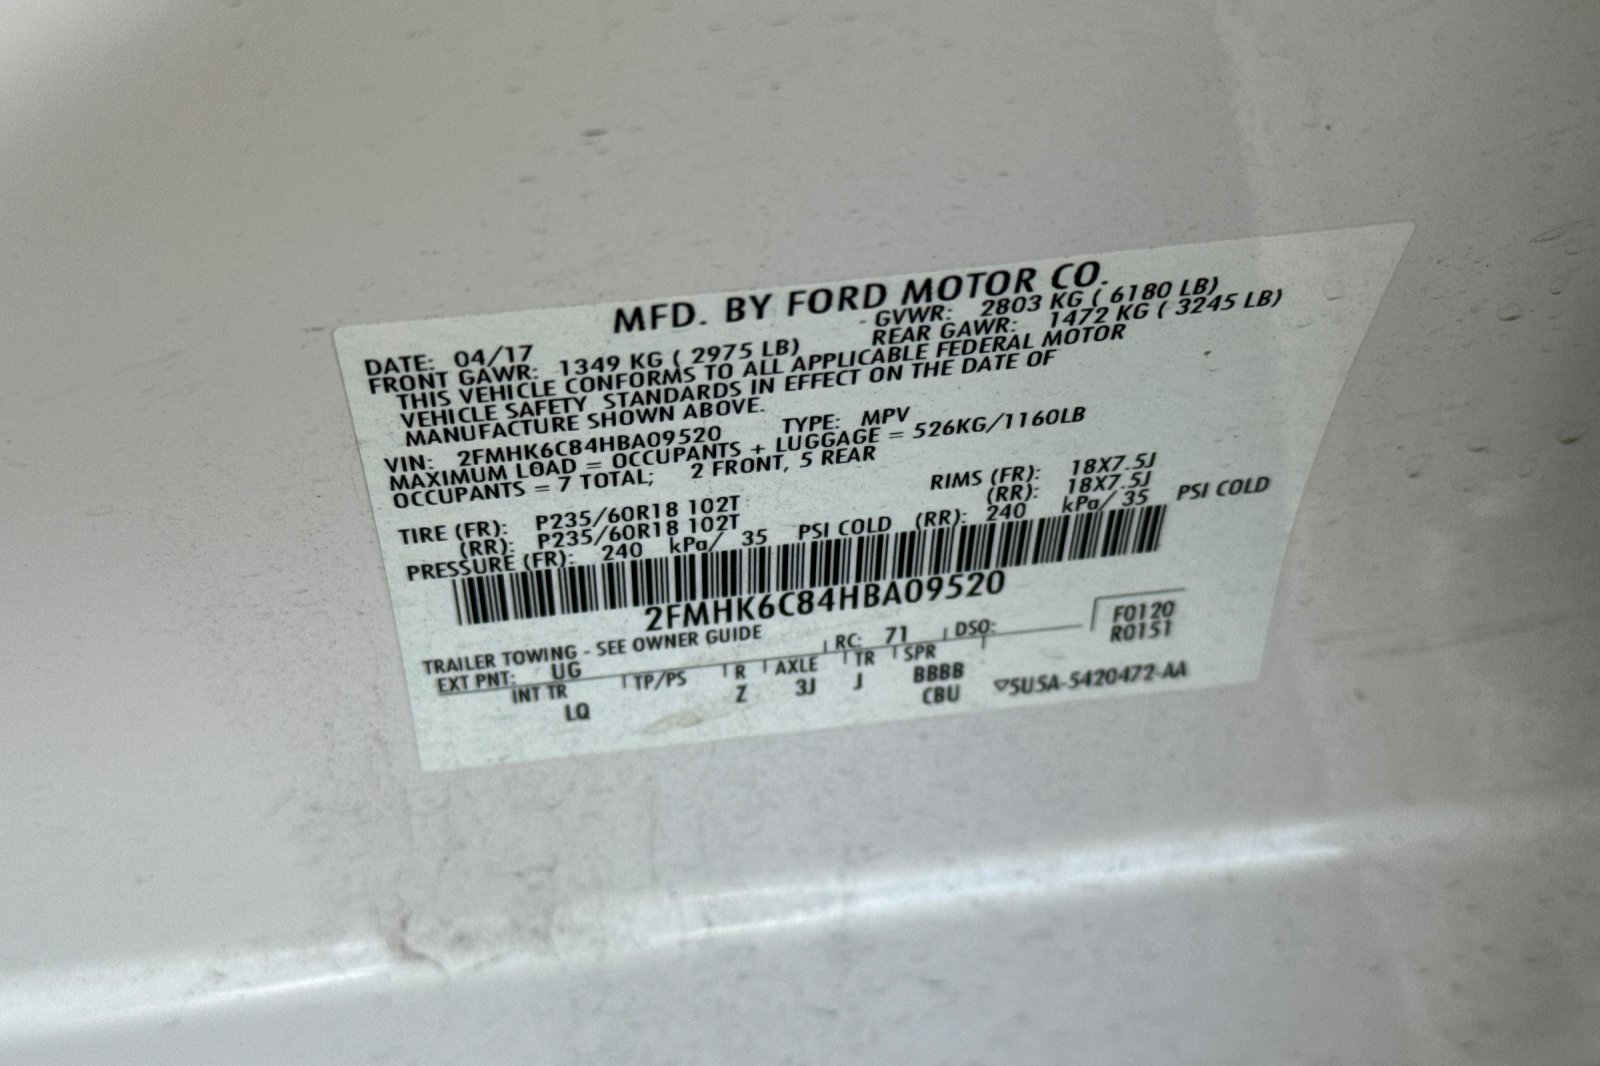 MFD. BY FORD MOTOR CO.
DATE: 04/17 GVWR: 2803 KG ( 6180 LB)
FRONT GAWR: 1349 KG ( 2975 LB) REAR GAWR: 1472 KG ( 3245 LB)
THIS VEHICLE CONFORMS TO ALL APPLICABLE FEDERAL MOTOR
VEHICLE SAFETY STANDARDS IN EFFECT ON THE DATE OF
MANUFACTURE SHOWN ABOVE.
VIN: 2FMHK6C84HBA09520 TYPE: MPV
MAXIMUM LOAD = OCCUPANTS + LUGGAGE = 526KG/1160LB
OCCUPANTS = 7 TOTAL; 2 FRONT, 5 REAR
TIRE (FR): P235/60R18 102T RIMS (FR): 18X7.5J
(RR): P235/60R18 102T (RR): 18X7.5J
PRESSURE (FR): 240 kPa/ 35 PSI COLD (RR): 240 kPa/ 35 PSI COLD
2FMHK6C84HBA09520
TRAILER TOWING - SEE OWNER GUIDE
EXT PNT: UG RC: 71 DSO: F0120
R0151
INT TR TP/PS R AXLE TR SPR
LQ Z 3J J BBBB
CBU
▽5U5A-5420472-AA